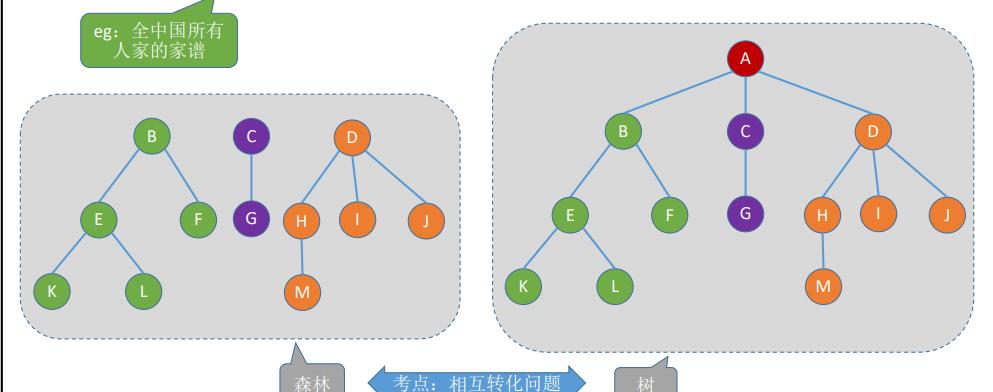 eg：全中国所有
人家的家谱
A
B C D
B C D
E F G H I J
E F G H I J
K L M
K L M
森林
考点：相互转化问题
树